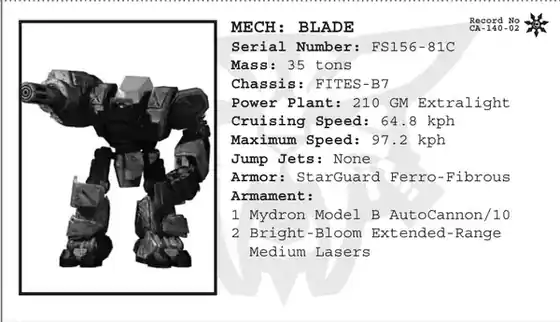 MECH: BLADE
Record No
CA-140-02
Serial Number: FS156-81C
Mass: 35 tons
Chassis: FITES-B7
Power Plant: 210 GM Extralight
Cruising Speed: 64.8 kph
Maximum Speed: 97.2 kph
Jump Jets: None
Armor: StarGuard Ferro-Fibrous
Armament:
1 Mydron Model B AutoCannon/10
2 Bright-Bloom Extended-Range
Medium Lasers